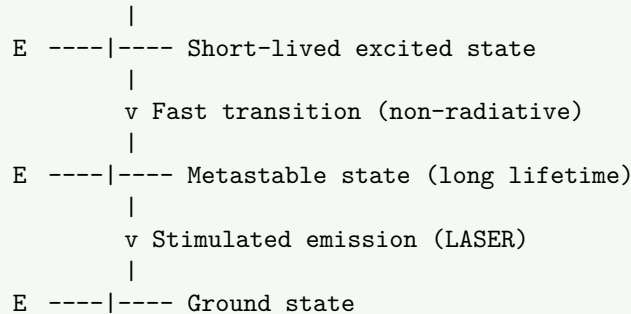 |
E ----|---- Short-lived excited state
|
v Fast transition (non-radiative)
|
E ----|---- Metastable state (long lifetime)
|
v Stimulated emission (LASER)
|
E ----|---- Ground state